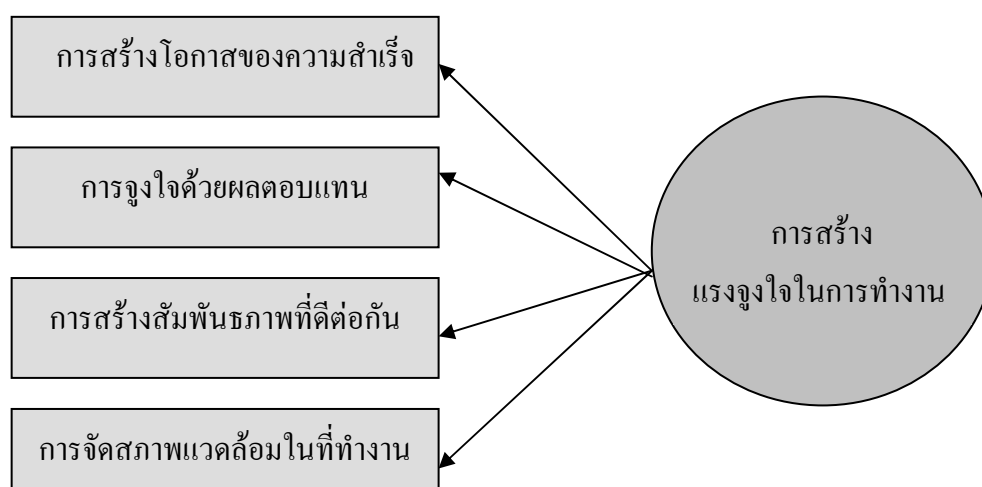 การสร้างโอกาสของความสำเร็จ
การจูงใจด้วยผลตอบแทน
การสร้างสัมพันธภาพที่ดีต่อกัน
การจัดสภาพแวดล้อมในที่ทำงาน
การสร้าง
แรงจูงใจในการทำงาน